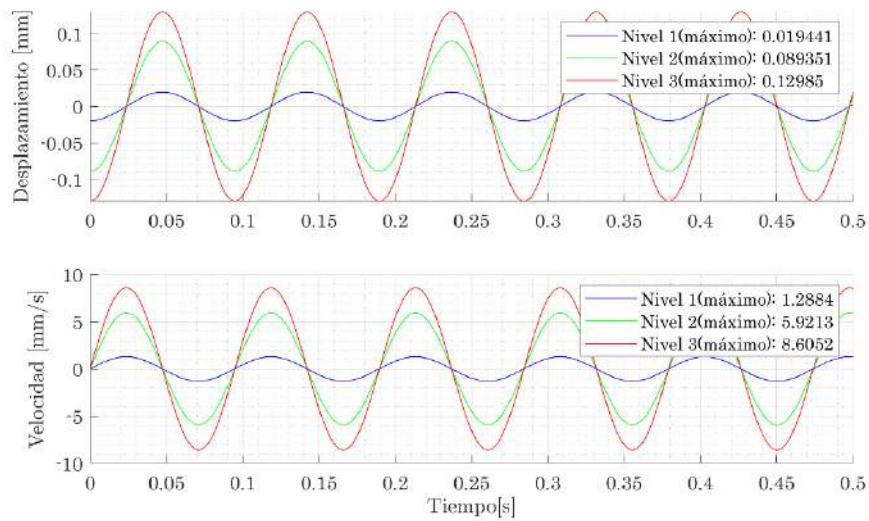 Desplazamiento [mm]
0.1
0.05
0
-0.05
-0.1
Nivel 1(máximo): 0.019441
Nivel 2(máximo): 0.089351
Nivel 3(máximo): 0.12985
0 0.05 0.1 0.15 0.2 0.25 0.3 0.35 0.4 0.45 0.5
Velocidad [mm/s]
10
5
0
-5
-10
Nivel 1(máximo): 1.2884
Nivel 2(máximo): 5.9213
Nivel 3(máximo): 8.6052
0 0.05 0.1 0.15 0.2 0.25 0.3 0.35 0.4 0.45 0.5
Tiempo[s]